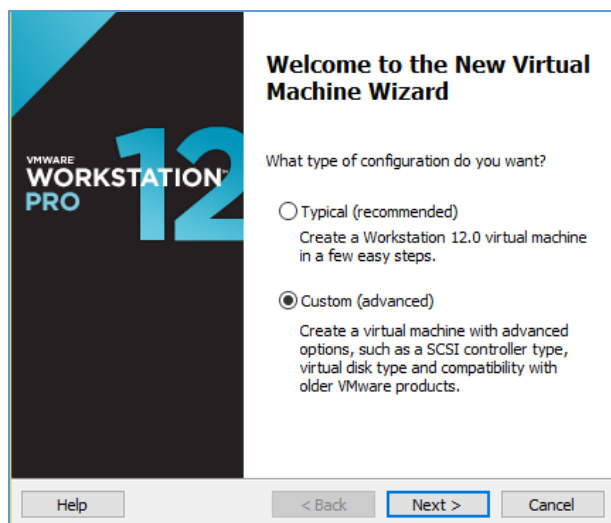 VMWARE
WORKSTATION™
PRO
12
Welcome to the New Virtual
Machine Wizard
What type of configuration do you want?
Typical (recommended)
Create a Workstation 12.0 virtual machine
in a few easy steps.
Custom (advanced)
Create a virtual machine with advanced
options, such as a SCSI controller type,
virtual disk type and compatibility with
older VMware products.
Help
< Back
Next >
Cancel